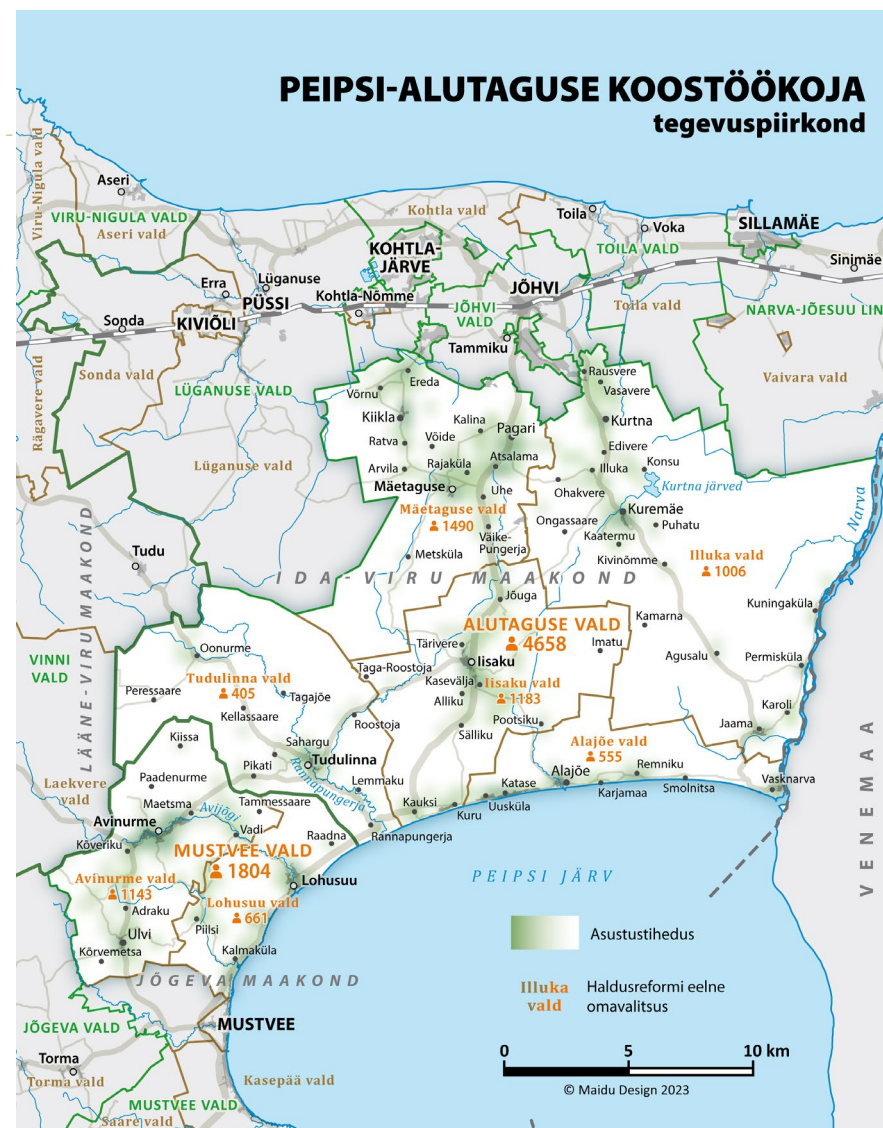 PEIPSI-ALUTAGUSE KOOSTÖÖKOJA
tegevuspiirkond
Viru-Nigula vald
Aseri
VIRU-NIGULA VALD
Aseri vald
Kohtla vald
Toila
Voka
SILLAMÄE
TOILA VALD
Sinimäe
KOHTLA-
JÄRVE
Erra
Lüganuse
PÜSSI
Kohtla-Nõmme
JÕHVI
JÕHVI
VALD
Toila vald
NARVA-JÕESUU LIN
Sonda
KIVIÕLI
Tammiku
Rägavere vald
Sonda vald
LÜGANUSE VALD
Vaivara vald
Ereda
Rausvere
Võrnu
Vasavere
Kiikla
Kalina
Pagari
Kurtna
Ratva
Võide
Edivere
Lüganuse vald
Arvila
Rajaküla
Atsalama
Illuka
Konsu
Mäetaguse
Uhe
Ohakvere
Kurtna järved
Narva
Mäetaguse vald
1490
Ongassaare
Kuremäe
Puhatu
Väike-
Pungerja
Kaatermu
Metsküla
Kivinõmme
Illuka vald
1006
Tudu
LÄÄNE-VIRU MAAKOND
IDA-VIRU MAAKOND
Jõuga
Kuningaküla
ALUTAGUSE VALD
4658
Kamarna
VINNI
VALD
Oonurme
Tärivere
Imatu
Iisaku
Agusalu
Permisküla
Taga-Roostoja
Tudulinna vald
405
Kasevälja
Iisaku vald
1183
Peressaare
Tagajõe
Alliku
Kellassaare
Roostoja
Pootsiku
Karoli
Jaama
Kiissa
Sälliku
Sahargu
Alajõe vald
555
VENEMAA
Tudulinna
Pikati
Rannapungerja
Remniku
Laekvere
vald
Paadenurme
Lemmaku
Katase
Alajõe
Smolnitsa
Vasknarva
Maetsma
Avijõgi
Tammessaare
Kauksi
Kuru
Uusküla
Karjamaa
Avinurme
Vadi
Raadna
Rannapungerja
Kõveriku
MUSTVEE VALD
1804
Avinurme vald
1143
Lohusuu
PEIPSI JÄRV
Lohusuu vald
661
Adraku
Piilsi
Ulvi
Kõrvemetsa
Kalmaküla
Asustustihedus
JÕGEVA MAAKOND
Illuka
vald
Haldusreformi eelne
omavalitsus
JÕGEVA VALD
MUSTVEE
Torma
Torma vald
Kasepää vald
0 5 10 km
© Maidu Design 2023
MUSTVEE VALD
Saare vald